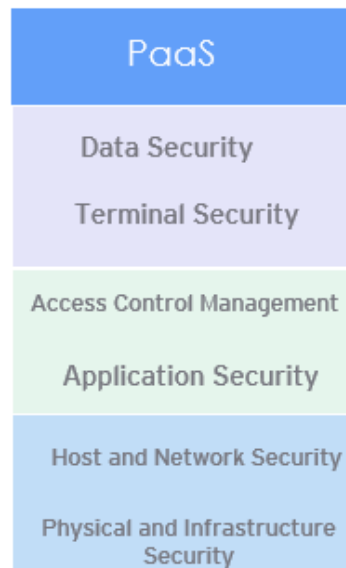 PaaS
Data Security
Terminal Security
Access Control Management
Application Security
Host and Network Security
Physical and Infrastructure
Security